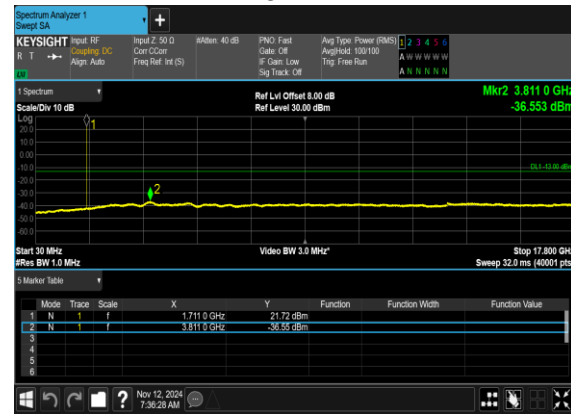 Spectrum Analyzer 1
Swept SA
+
KEYSIGHT Input: RF Input Z: 50 Ω #Atten: 40 dB PNO: Fast Avg Type: Power (RMS) 1 2 3 4 5 6
R T Coupling: DC Corr CCorr Gate: Off Avg|Hold: 100/100 A W W W W W
Align: Auto Freq Ref: Int (S) IF Gain: Low Trig: Free Run
LU Sig Track: Off A N N N N N
1 Spectrum Ref Lvl Offset 8.00 dB Mkr2 3.811 0 GHz
Scale/Div 10 dB Ref Level 30.00 dBm -36.553 dBm
Log
20.0
10.0
0.00
-10.0
-20.0
-30.0
-40.0
-50.0
-60.0
1
2
DL1 -13.00 dBm
Start 30 MHz Video BW 3.0 MHz* Stop 17.800 GHz
#Res BW 1.0 MHz Sweep 32.0 ms (40001 pts)
5 Marker Table
Mode Trace Scale X Y Function Function Width Function Value
1 N 1 f 1.711 0 GHz 21.72 dBm
2 N 1 f 3.811 0 GHz -36.55 dBm
3
4
5
6
? Nov 12, 2024
7:36:28 AM